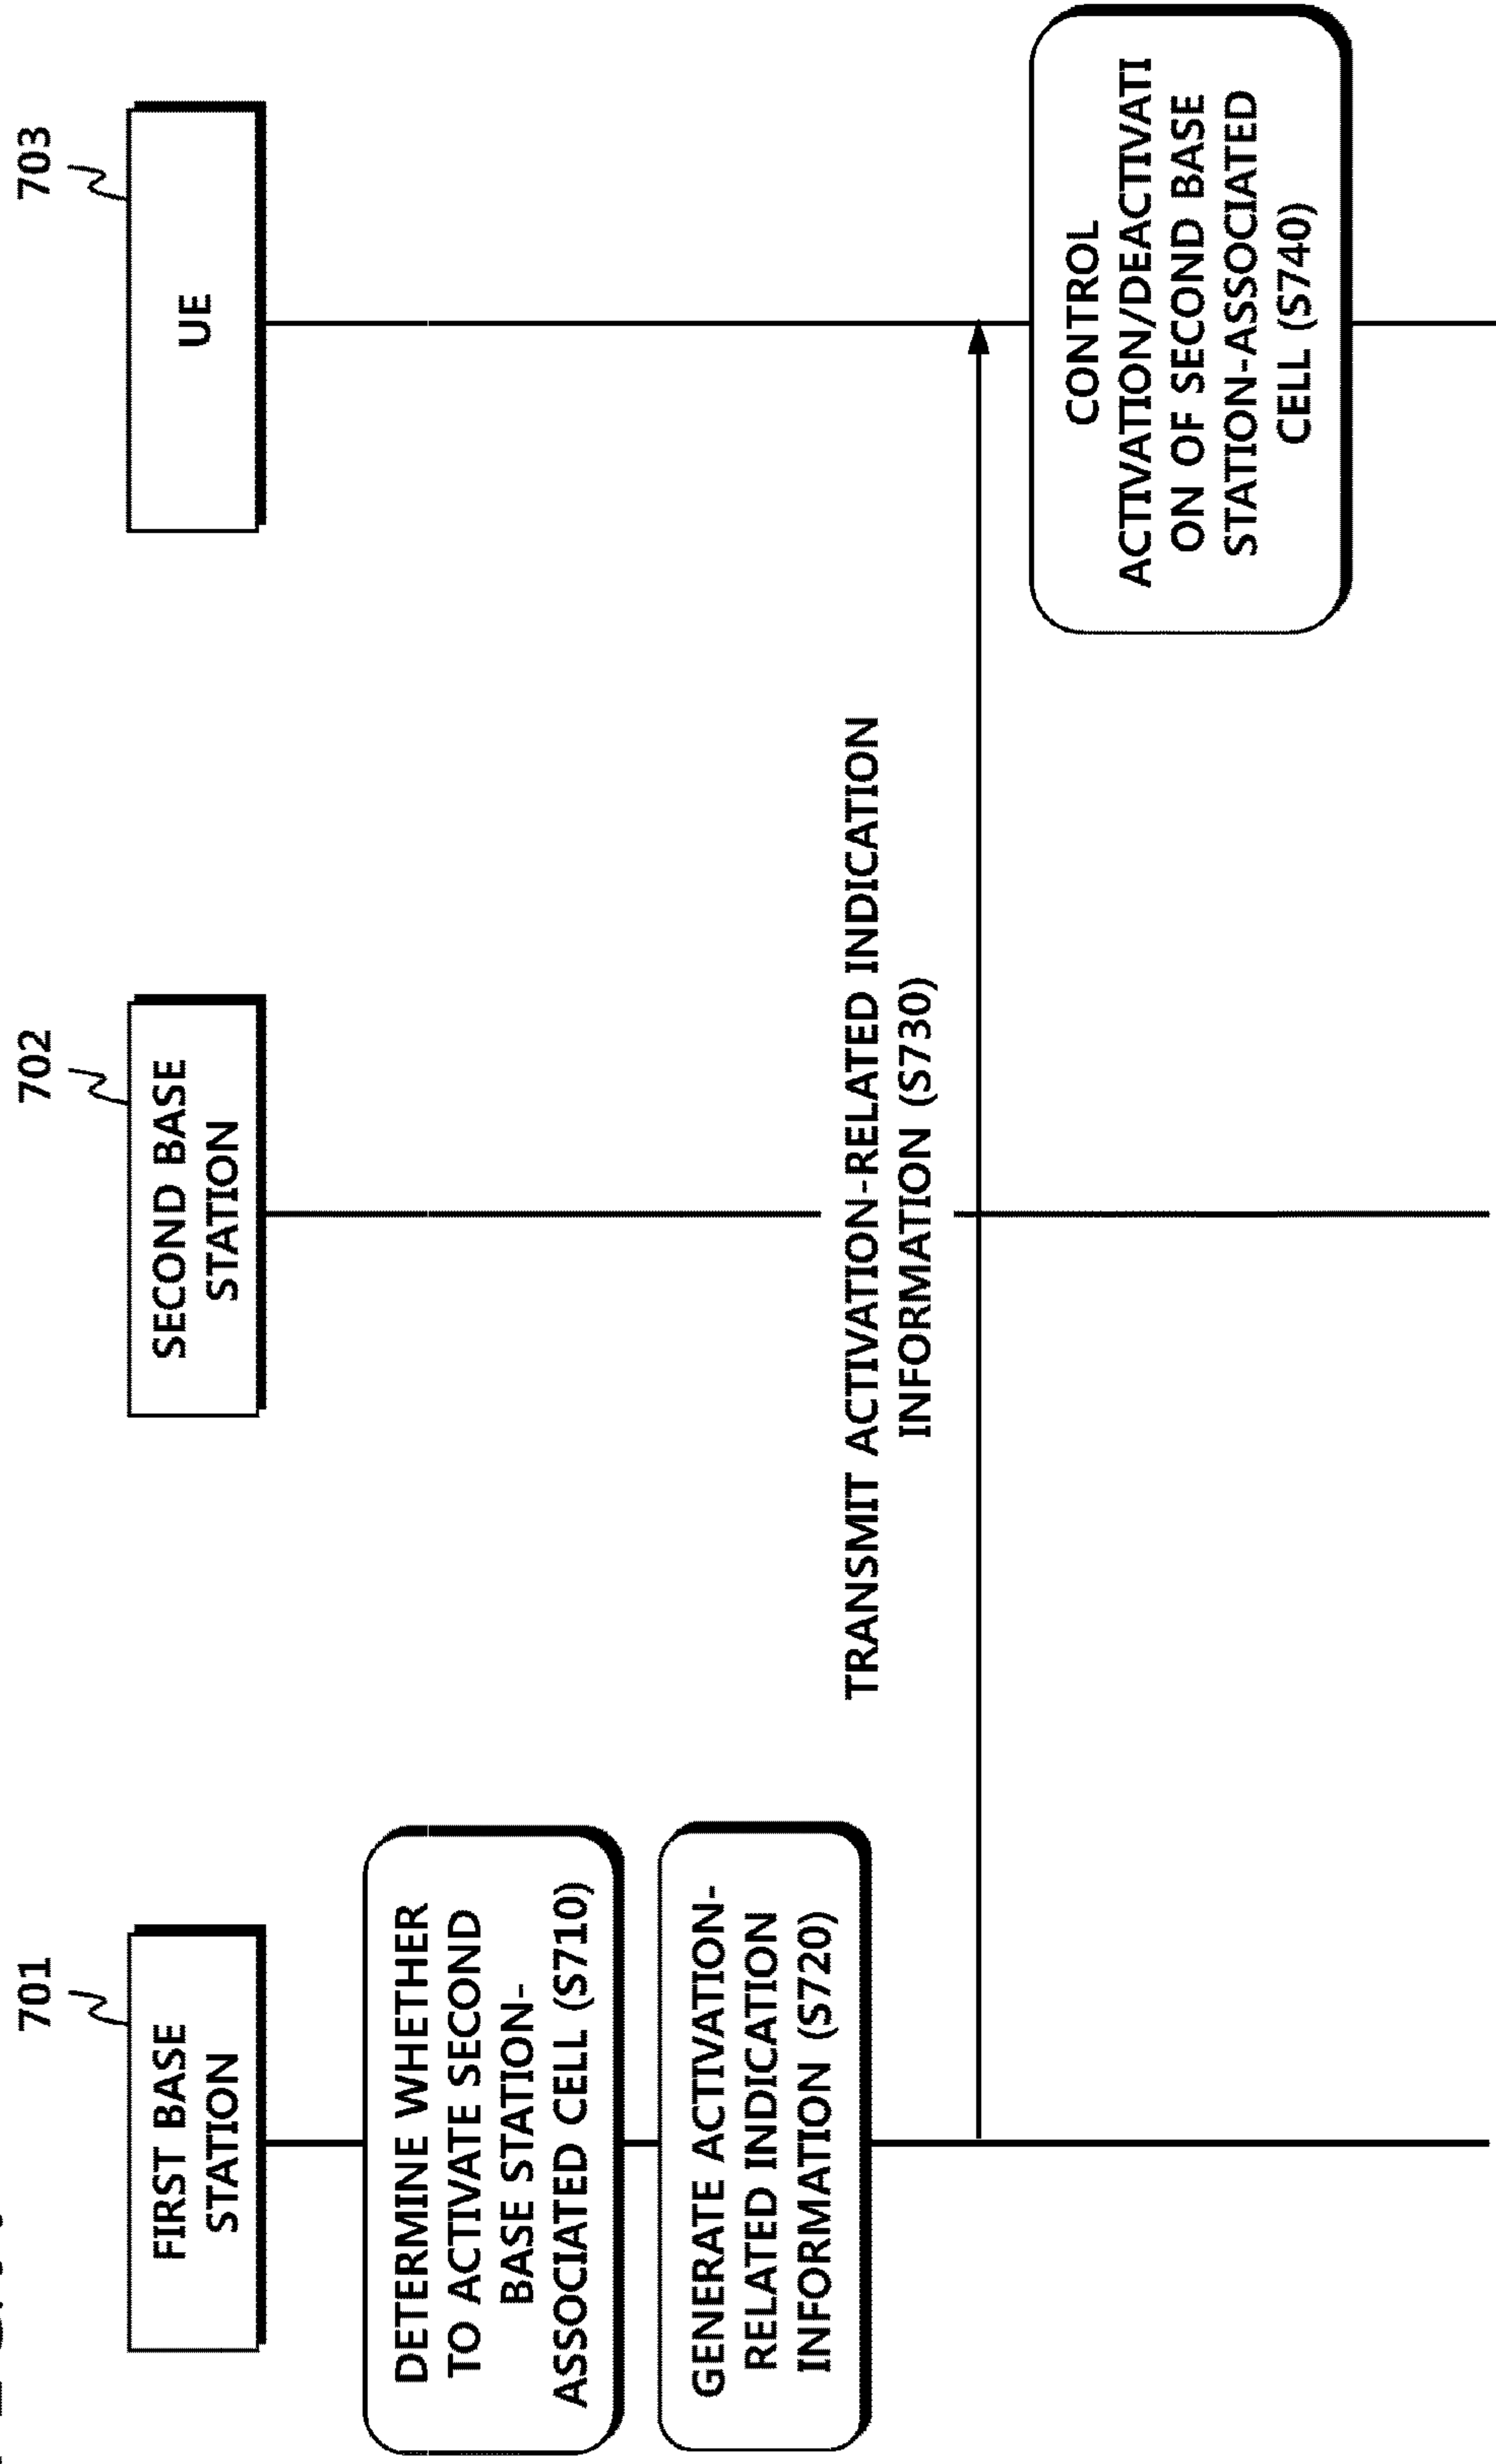 701
702
703
FIRST BASE
STATION
SECOND BASE
STATION
UE
DETERMINE WHETHER
TO ACTIVATE SECOND
BASE STATION-
ASSOCIATED CELL (S710)
GENERATE ACTIVATION-
RELATED INDICATION
INFORMATION (S720)
TRANSMIT ACTIVATION-RELATED INDICATION
INFORMATION (S730)
CONTROL
ACTIVATION/DEACTIVATI
ON OF SECOND BASE
STATION-ASSOCIATED
CELL (S740)